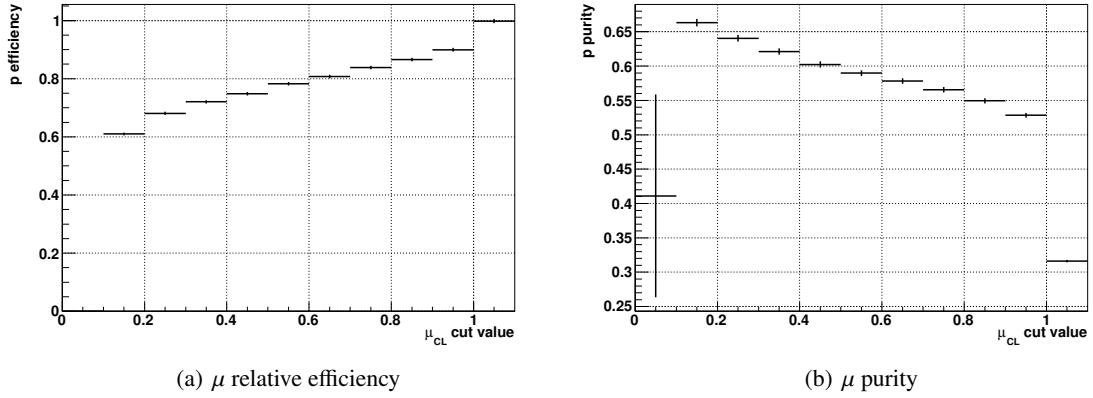 p efficiency
1
0.8
0.6
0.4
0.2
0
0 0.2 0.4 0.6 0.8 1
μCL cut value
(a) μ relative efficiency
p purity
0.65
0.6
0.55
0.5
0.45
0.4
0.35
0.3
0.25
0 0.2 0.4 0.6 0.8 1
μCL cut value
(b) μ purity